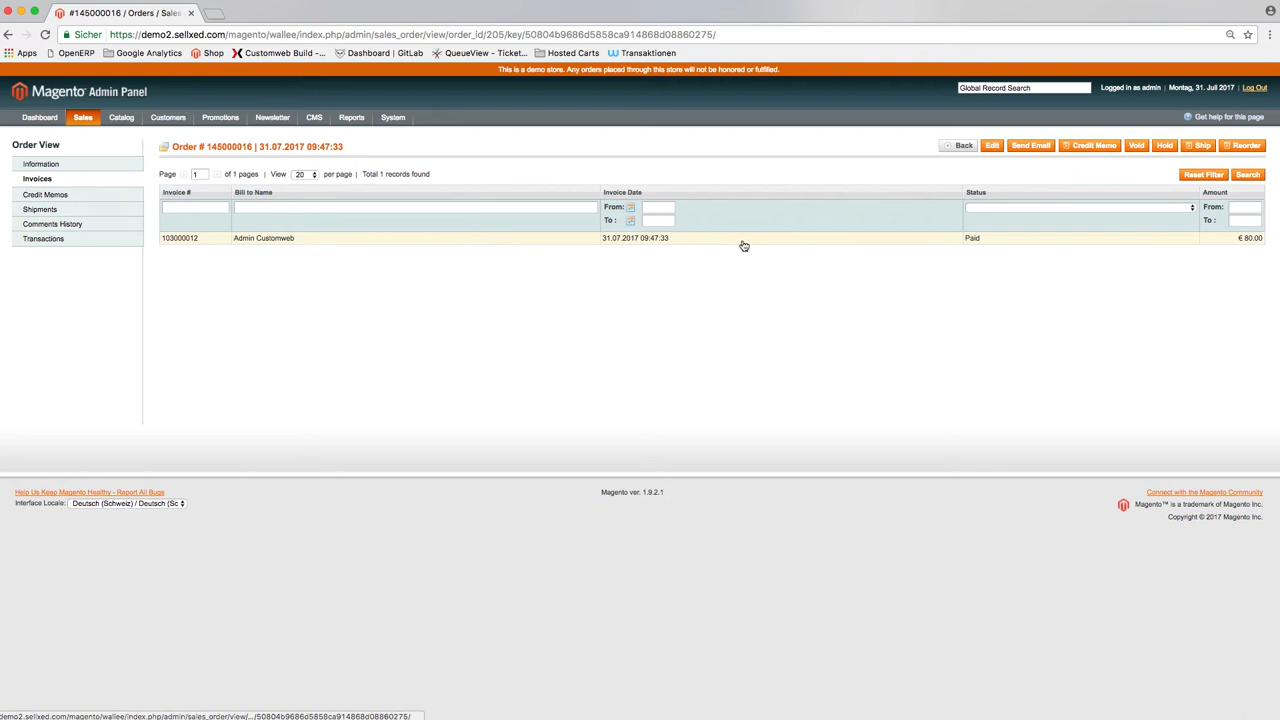 #145000016 / Orders / Sales
Sicher https://demo2.sellxed.com/magento/wallee/index.php/admin/sales_order/view/order_id/205/key/50804b9686d5858ca914868d08860275/
Apps OpenERP Google Analytics Shop Customweb Build -... Dashboard | GitLab QueueView - Ticket... Hosted Carts Transaktionen
This is a demo store. Any orders placed through this store will not be honored or fulfilled.
Magento Admin Panel Global Record Search Logged in as admin | Montag, 31. Juli 2017 | Log Out
Dashboard Sales Catalog Customers Promotions Newsletter CMS Reports System Get help for this page
Order View
Information
Invoices
Credit Memos
Shipments
Comments History
Transactions
Order # 145000016 | 31.07.2017 09:47:33 Back Edit Send Email Credit Memo Void Hold Ship Reorder
Page 1 of 1 pages | View 20 per page | Total 1 records found Reset Filter Search
Invoice # Bill to Name Invoice Date Status Amount
From: From:
To : To :
103000012 Admin Customweb 31.07.2017 09:47:33 Paid € 80.00
Help Us Keep Magento Healthy - Report All Bugs Magento ver. 1.9.2.1 Connect with the Magento Community
Interface Locale: Deutsch (Schweiz) / Deutsch (Sc Magento™ is a trademark of Magento Inc.
Copyright © 2017 Magento Inc.
demo2.sellxed.com/magento/wallee/index.php/admin/sales_order/view/.../50804b9686d5858ca914868d08860275/